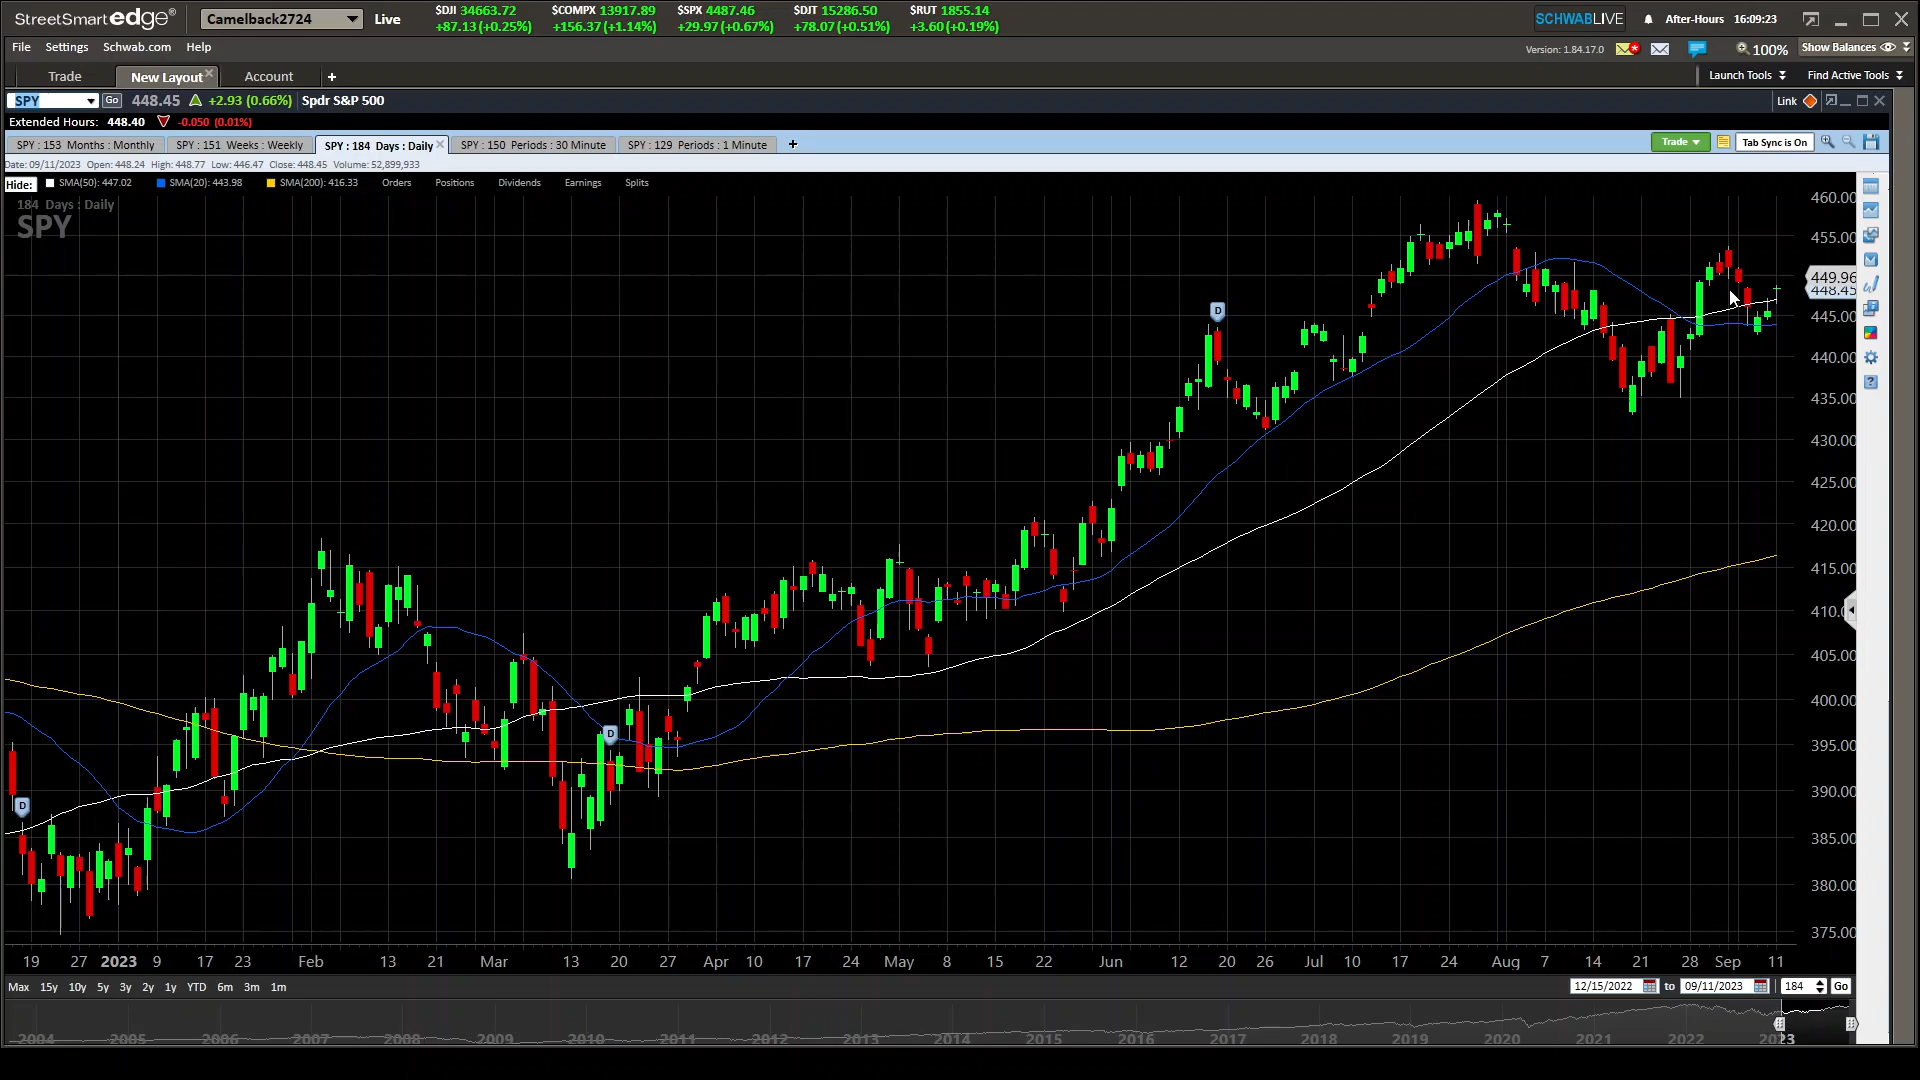 StreetSmart edge® Camelback2724 Live $DJI 34663.72 $COMPX 13917.89 $SPX 4487.46 $DJT 15286.50 $RUT 1855.14 SCHWABLIVE After-Hours 16:09:23
+87.13 (+0.25%) +156.37 (+1.14%) +29.97 (+0.67%) +78.07 (+0.51%) +3.60 (+0.19%)
File Settings Schwab.com Help Version: 1.84.17.0 100% Show Balances
Trade New Layout Account + Launch Tools Find Active Tools
SPY Go 448.45 +2.93 (0.66%) Spdr S&P 500 Link
Extended Hours: 448.40 -0.050 (0.01%)
SPY : 153 Months : Monthly SPY : 151 Weeks : Weekly SPY : 184 Days : Daily SPY : 150 Periods : 30 Minute SPY : 129 Periods : 1 Minute + Trade Tab Sync is On
Date: 09/11/2023 Open: 448.24 High: 448.77 Low: 446.47 Close: 448.45 Volume: 52,899,933
Hide: SMA(50): 447.02 SMA(20): 443.98 SMA(200): 416.33 Orders Positions Dividends Earnings Splits
184 Days : Daily
SPY
460.00
455.00
449.96
448.45
445.00
440.00
435.00
430.00
425.00
420.00
415.00
410.0
405.00
400.00
395.00
390.00
385.00
380.00
375.00
D
D
D
?
19 27 2023 9 17 23 Feb 13 21 Mar 13 20 27 Apr 10 17 24 May 8 15 22 Jun 12 20 26 Jul 10 17 24 Aug 7 14 21 28 Sep 11
Max 15y 10y 5y 3y 2y 1y YTD 6m 3m 1m 12/15/2022 to 09/11/2023 184 Go
2004 2005 2006 2007 2008 2009 2010 2011 2012 2013 2014 2015 2016 2017 2018 2019 2020 2021 2022 2023